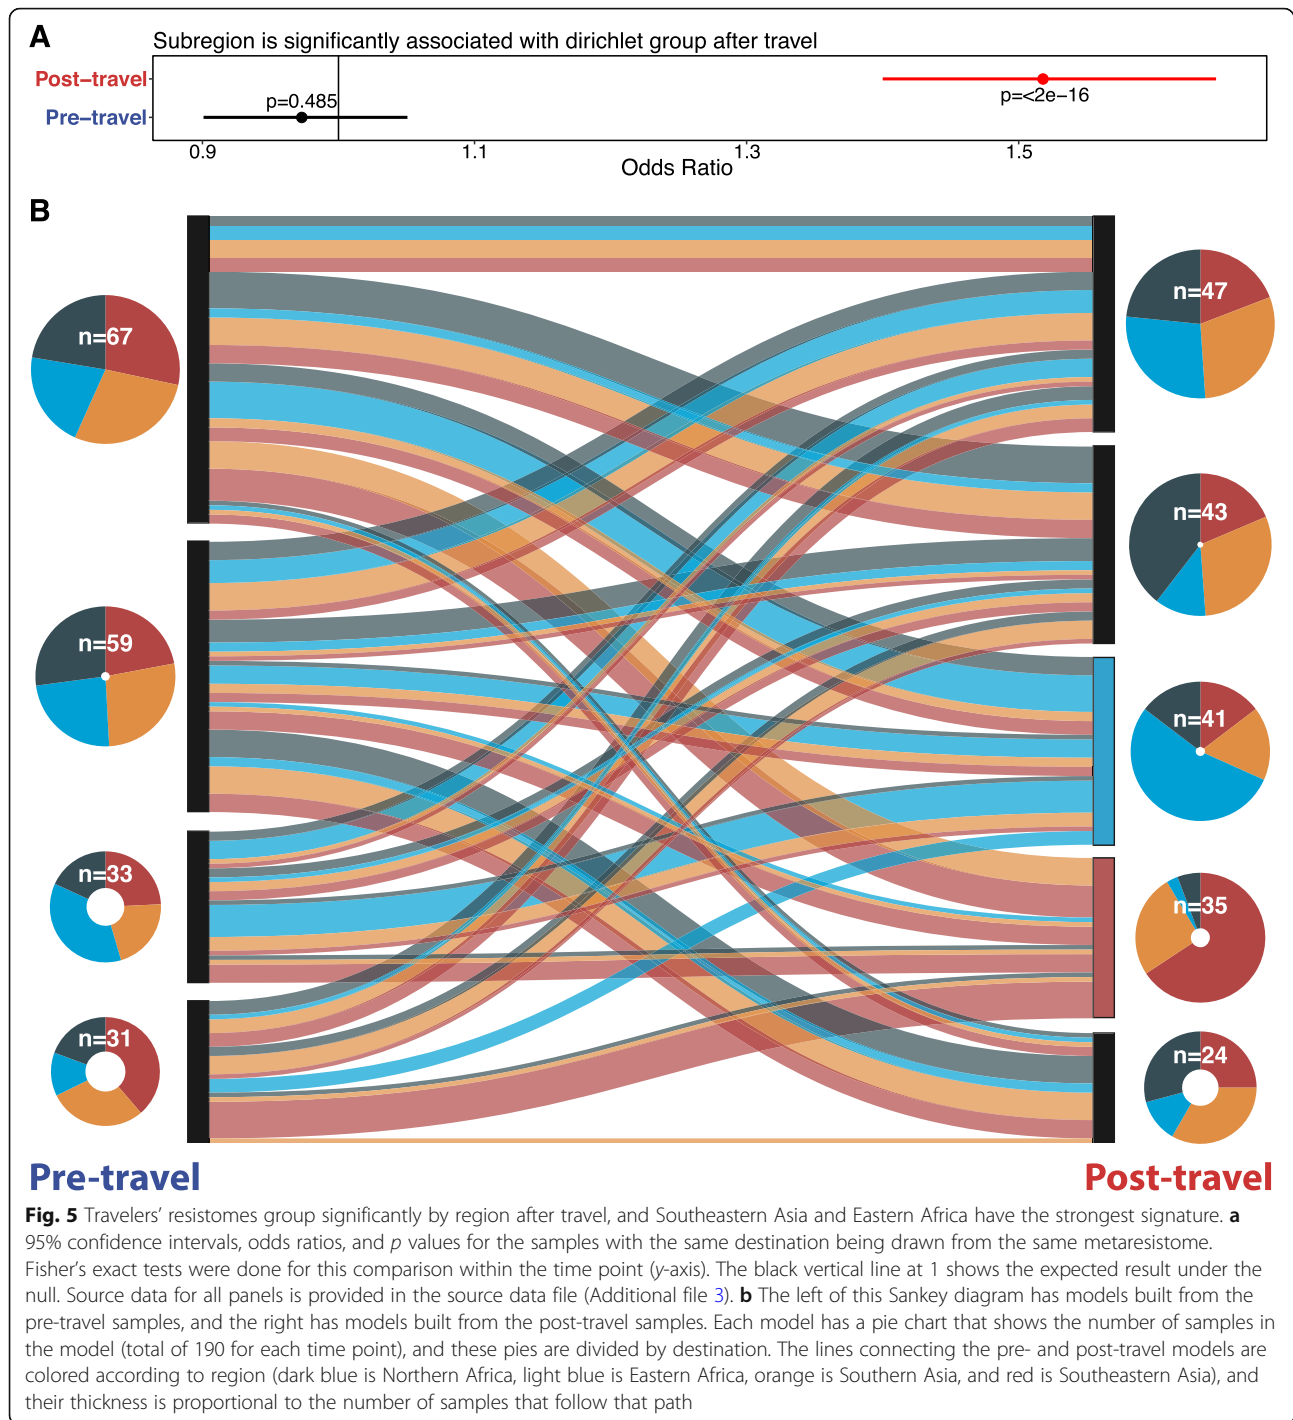 A
Subregion is significantly associated with dirichlet group after travel
Post–travel
p=<2e−16
p=0.485
Pre–travel
0.9 1.1 1.3 1.5
Odds Ratio
B
n=67
n=47
n=43
n=59
n=41
n=33
n=35
n=31
n=24
Pre-travel
Post-travel
Fig. 5 Travelers’ resistomes group significantly by region after travel, and Southeastern Asia and Eastern Africa have the strongest signature. a
95% confidence intervals, odds ratios, and p values for the samples with the same destination being drawn from the same metaresistome.
Fisher’s exact tests were done for this comparison within the time point (y-axis). The black vertical line at 1 shows the expected result under the
null. Source data for all panels is provided in the source data file (Additional file 3). b The left of this Sankey diagram has models built from the
pre-travel samples, and the right has models built from the post-travel samples. Each model has a pie chart that shows the number of samples in
the model (total of 190 for each time point), and these pies are divided by destination. The lines connecting the pre- and post-travel models are
colored according to region (dark blue is Northern Africa, light blue is Eastern Africa, orange is Southern Asia, and red is Southeastern Asia), and
their thickness is proportional to the number of samples that follow that path